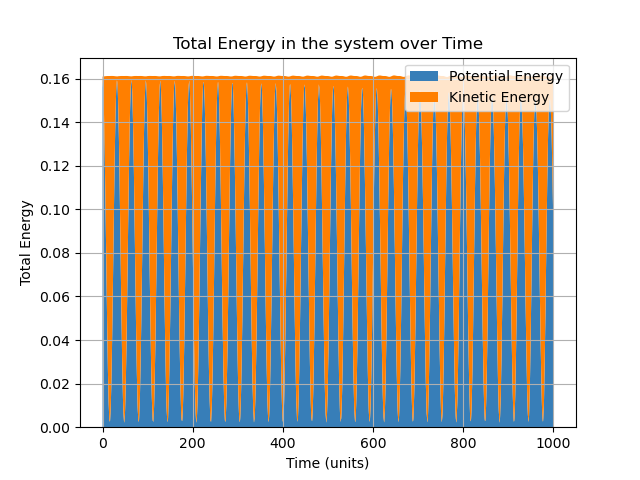 Total Energy in the system over Time
Potential Energy
Kinetic Energy
Total Energy
0.16
0.14
0.12
0.10
0.08
0.06
0.04
0.02
0.00
0 200 400 600 800 1000
Time (units)